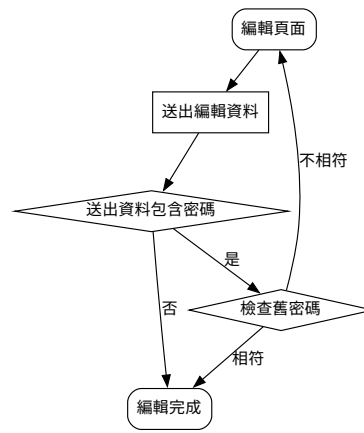 編輯頁面
送出編輯資料
不相符
送出資料包含密碼
是
否
檢查舊密碼
相符
編輯完成